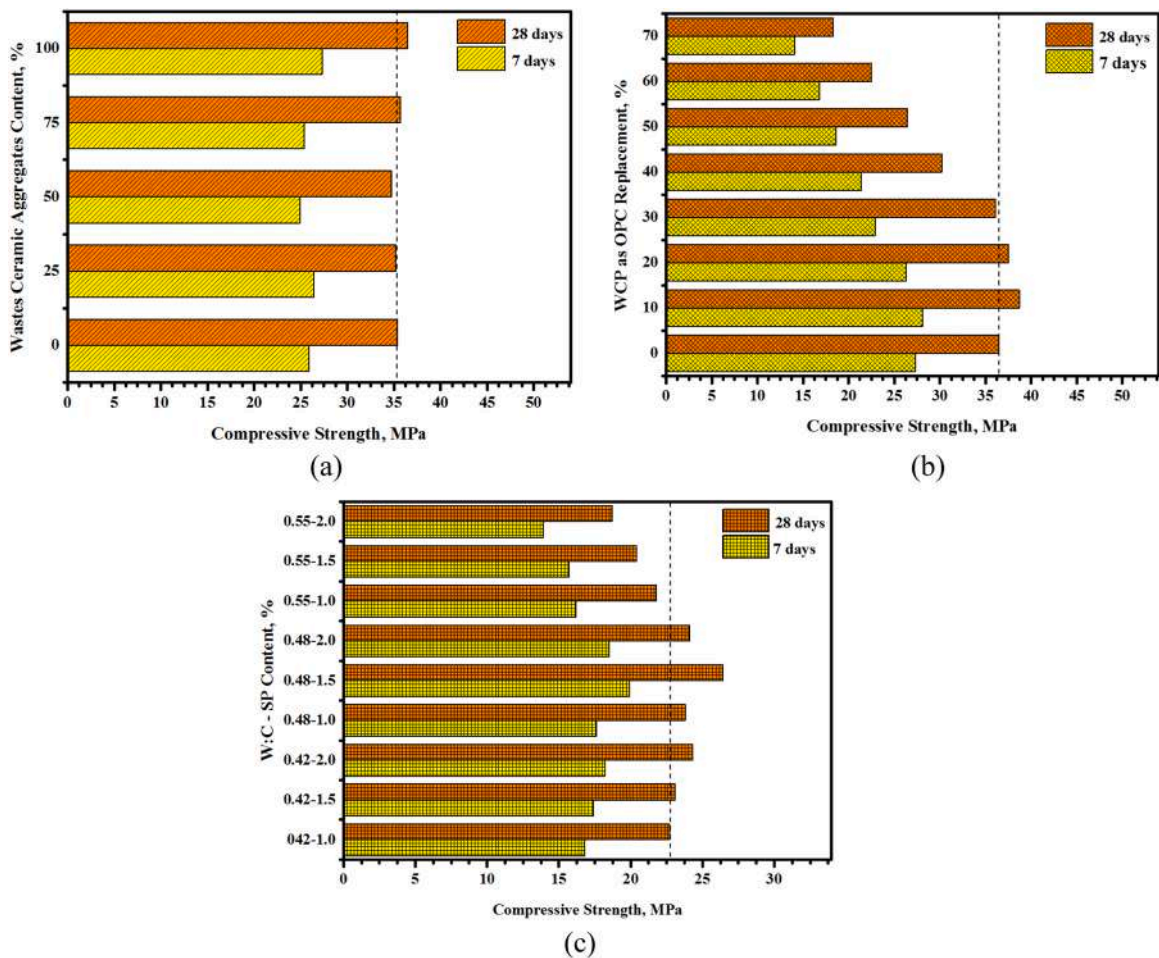 Wastes Ceramic Aggregates Content, %
100
75
50
25
0
28 days
7 days
0 5 10 15 20 25 30 35 40 45 50
Compressive Strength, MPa
(a)
WCP as OPC Replacement, %
70
60
50
40
30
20
10
0
28 days
7 days
0 5 10 15 20 25 30 35 40 45 50
Compressive Strength, MPa
(b)
W:C - SP Content, %
0.55-2.0
0.55-1.5
0.55-1.0
0.48-2.0
0.48-1.5
0.48-1.0
0.42-2.0
0.42-1.5
042-1.0
28 days
7 days
0 5 10 15 20 25 30
Compressive Strength, MPa
(c)